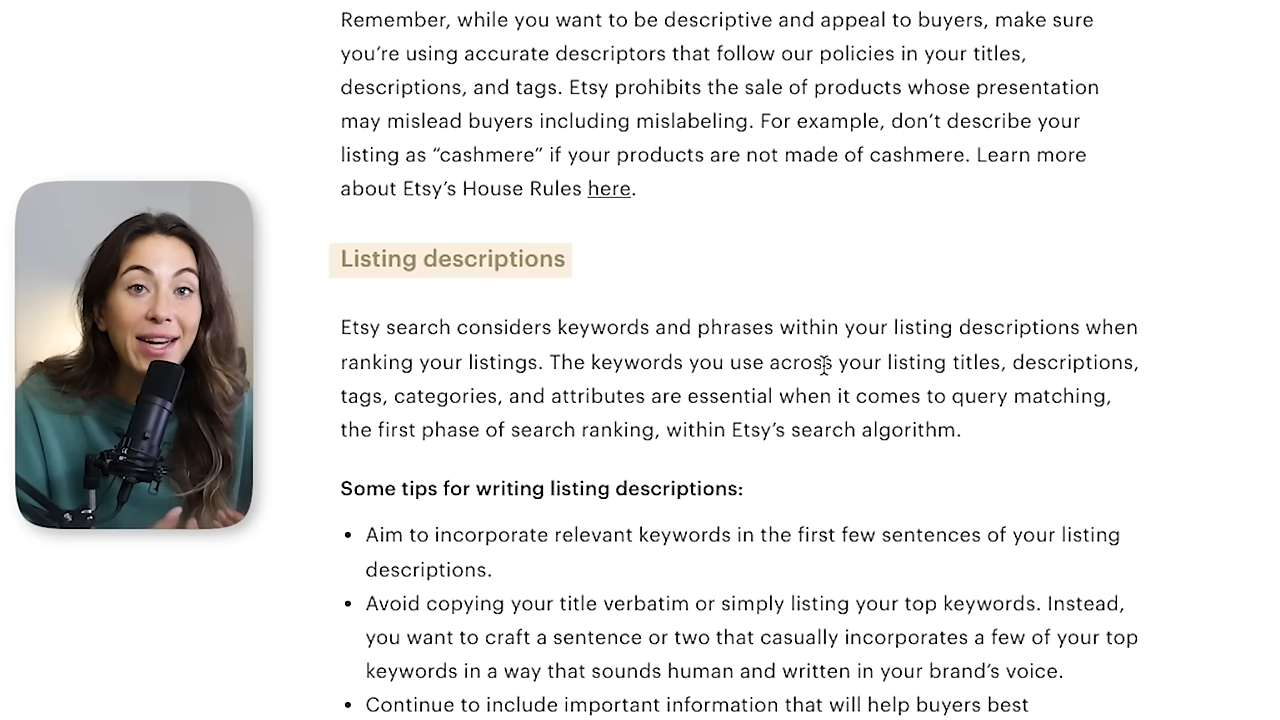 Remember, while you want to be descriptive and appeal to buyers, make sure
you’re using accurate descriptors that follow our policies in your titles,
descriptions, and tags. Etsy prohibits the sale of products whose presentation
may mislead buyers including mislabeling. For example, don’t describe your
listing as “cashmere” if your products are not made of cashmere. Learn more
about Etsy’s House Rules here.
Listing descriptions
Etsy search considers keywords and phrases within your listing descriptions when
ranking your listings. The keywords you use across your listing titles, descriptions,
tags, categories, and attributes are essential when it comes to query matching,
the first phase of search ranking, within Etsy’s search algorithm.
Some tips for writing listing descriptions:
• Aim to incorporate relevant keywords in the first few sentences of your listing
descriptions.
• Avoid copying your title verbatim or simply listing your top keywords. Instead,
you want to craft a sentence or two that casually incorporates a few of your top
keywords in a way that sounds human and written in your brand’s voice.
• Continue to include important information that will help buyers best